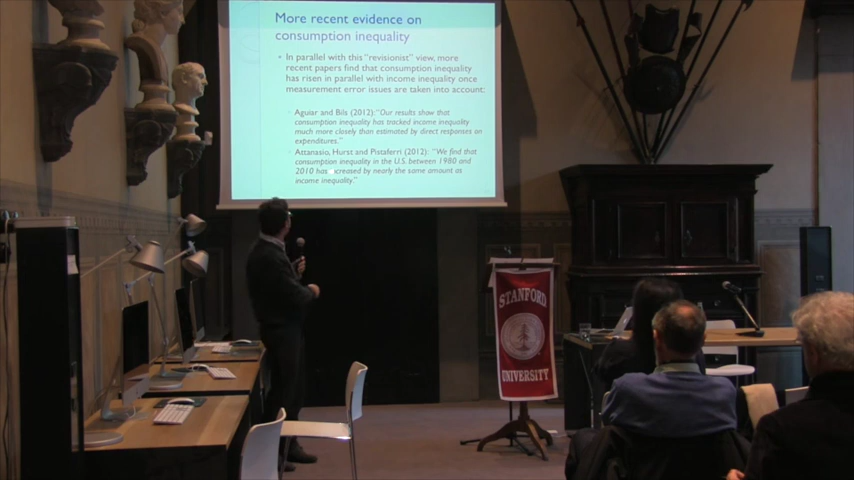 More recent evidence on
consumption inequality
In parallel with this "revisionist" view, more
recent papers find that consumption inequality
has risen in parallel with income inequality once
measurement error issues are taken into account:
Aguiar and Bils (2012): "Our results show that
consumption inequality has tracked income inequality
much more closely than estimated by direct responses on
expenditures."
Attanasio, Hurst and Pistaferri (2012): "We find that
consumption inequality in the U.S. between 1980 and
2010 has increased by nearly the same amount as
income inequality."
STANFORD
UNIVERSITY